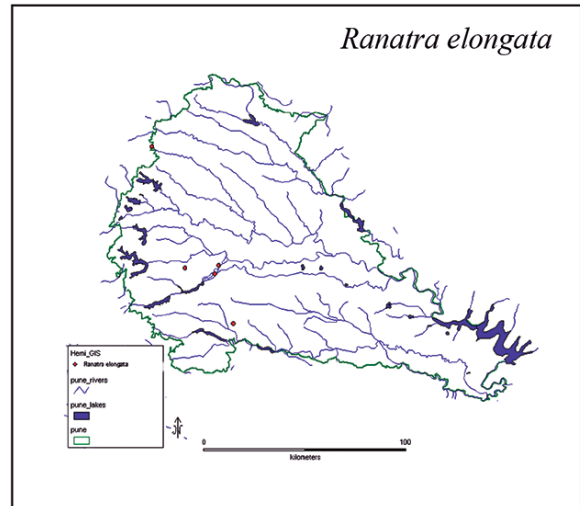 Ranatra elongata
Hemi_GIS
Ranatra elongata
pune_rivers
pune_lakes
pune
0 100
kilometers